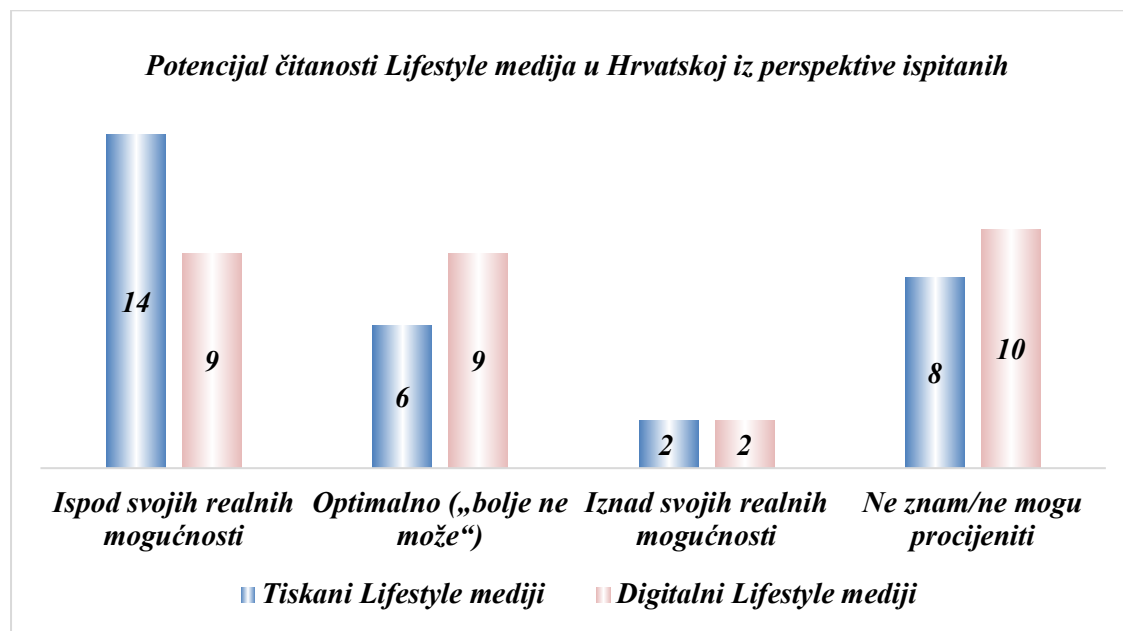 Potencijal čitanosti Lifestyle medija u Hrvatskoj iz perspektive ispitanih
14
9
6
9
2
2
8
10
Ispod svojih realnih mogućnosti
Optimalno („bolje ne može“)
Iznad svojih realnih mogućnosti
Ne znam/ne mogu procijeniti
Tiskani Lifestyle mediji
Digitalni Lifestyle mediji